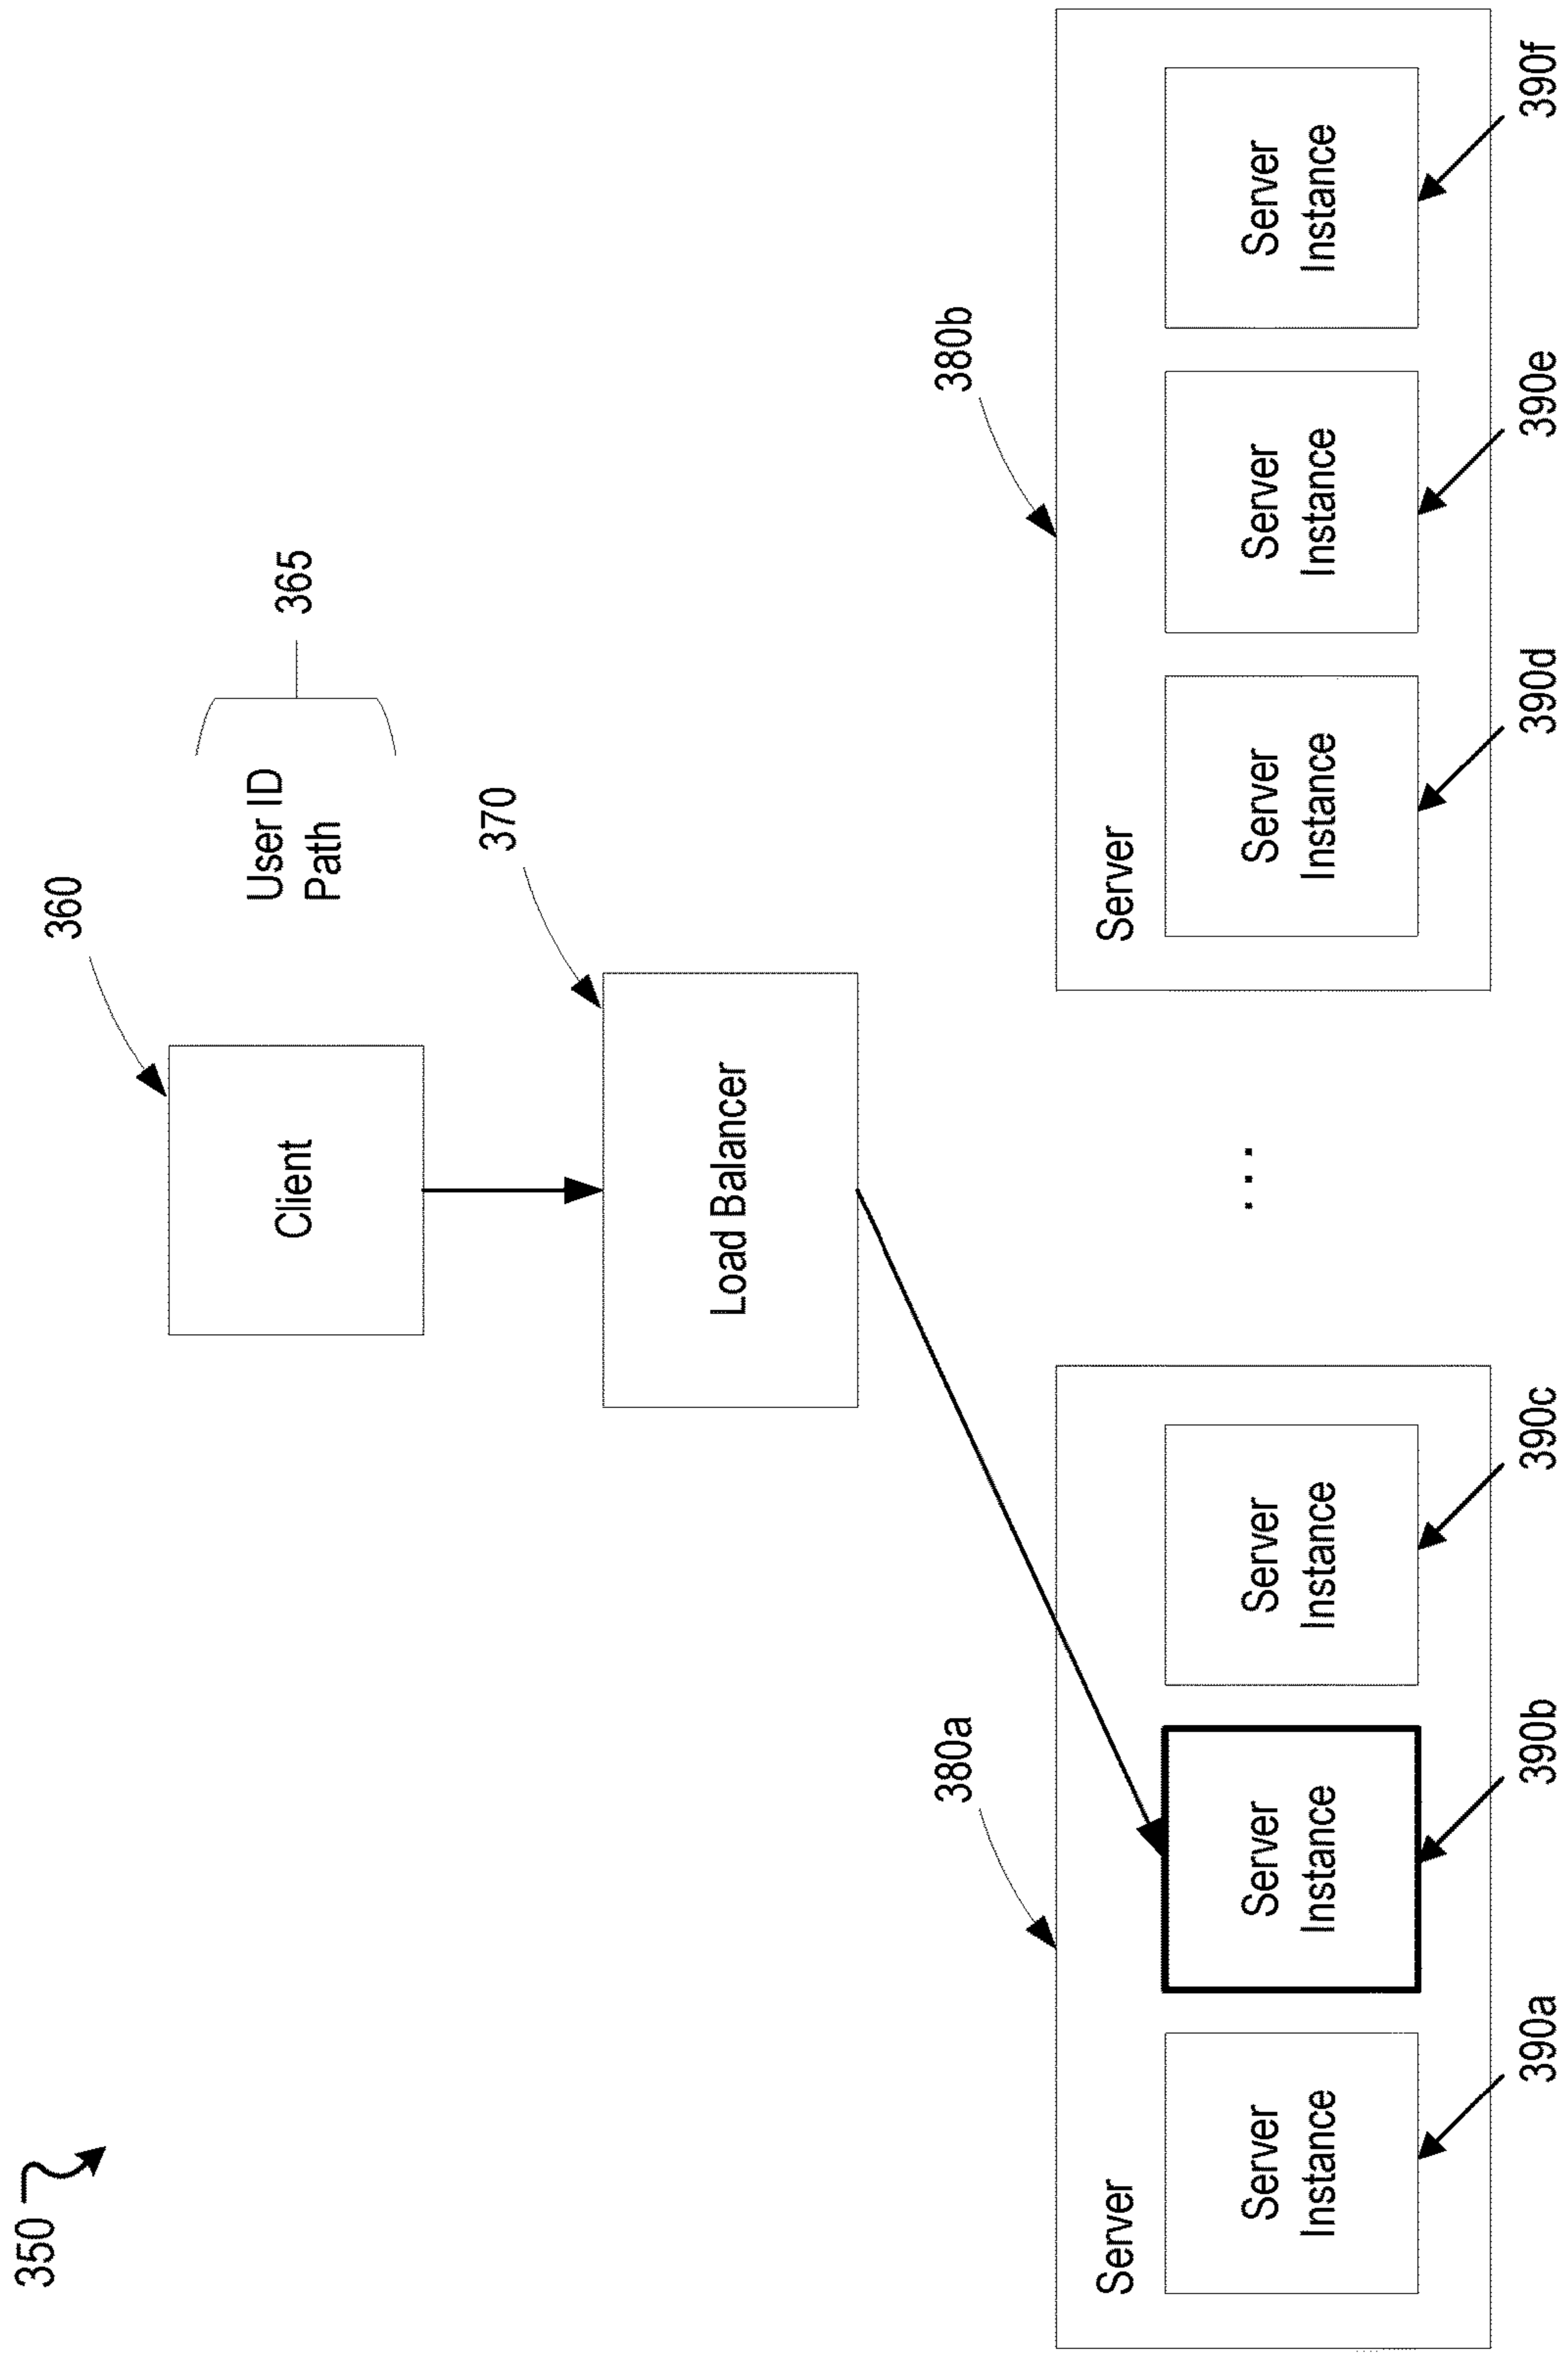 350
360
Client
User ID
Path
365
370
Load Balancer
380a
380b
Server
Server
Instance
Server
Instance
Server
Instance
...
Server
Server
Instance
Server
Instance
Server
Instance
390a
390b
390c
390d
390e
390f